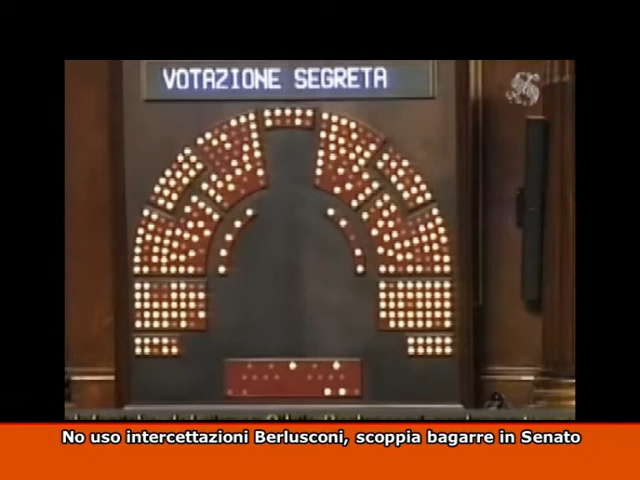 VOTAZIONE SEGRETA
No uso intercettazioni Berlusconi, scoppia bagarre in Senato